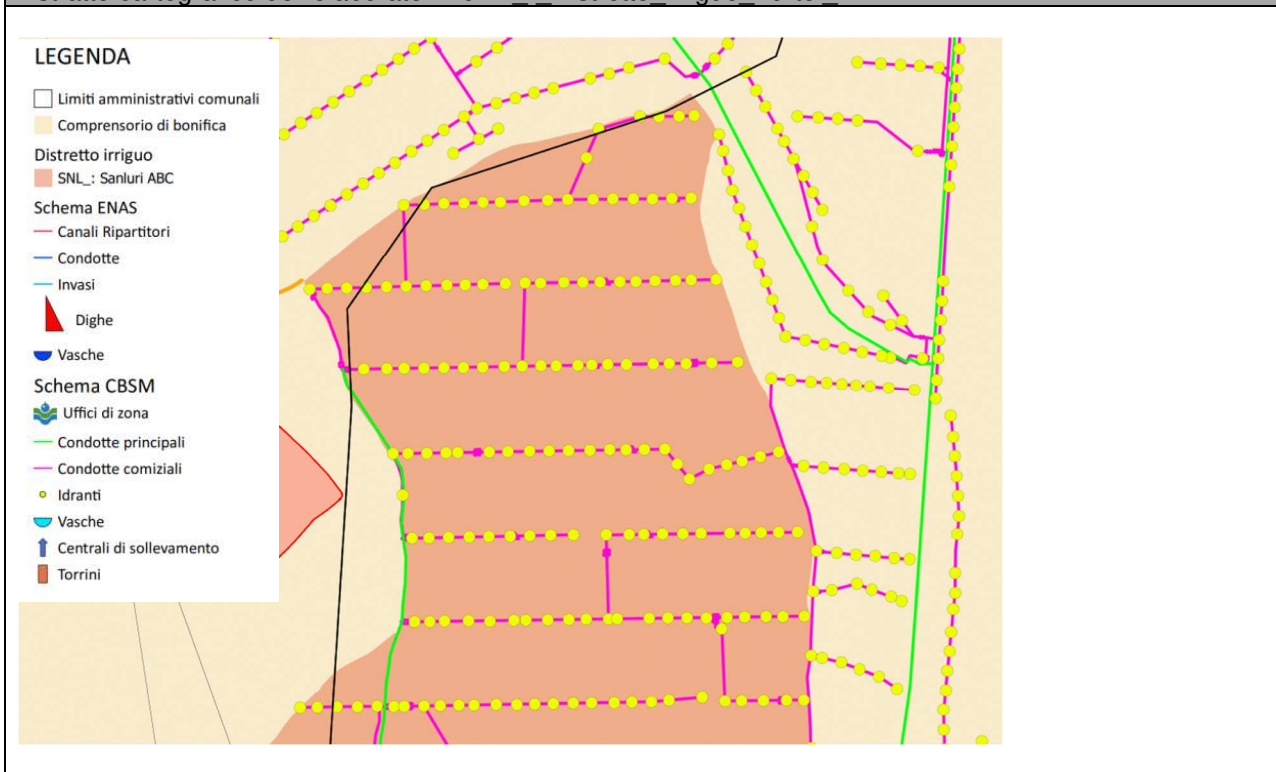 LEGENDA
Limiti amministrativi comunali
Comprensorio di bonifica
Distretto irriguo
SNL_: Sanluri ABC
Schema ENAS
Canali Ripartitori
Condotte
Invasi
Dighe
Vasche
Schema CBSM
Uffici di zona
Condotte principali
Condotte comiziali
Idranti
Vasche
Centrali di sollevamento
Torrini